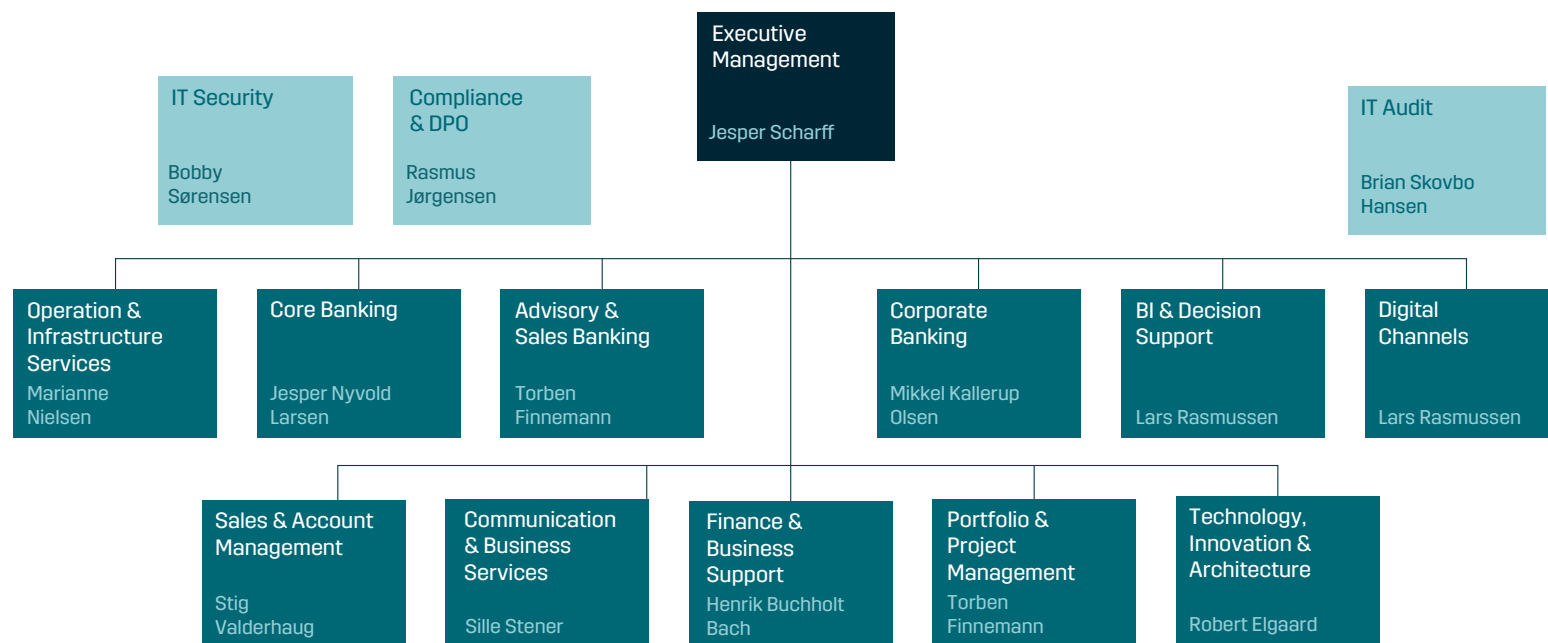 Executive
Management
Jesper Scharff
IT Security
Bobby
Sørensen
Compliance
& DPO
Rasmus
Jørgensen
IT Audit
Brian Skovbo
Hansen
Operation &
Infrastructure
Services
Marianne
Nielsen
Core Banking
Jesper Nyvold
Larsen
Advisory &
Sales Banking
Torben
Finnemann
Corporate
Banking
Mikkel Kallerup
Olsen
BI & Decision
Support
Lars Rasmussen
Digital
Channels
Lars Rasmussen
Sales & Account
Management
Stig
Valderhaug
Communication
& Business
Services
Sille Stener
Finance &
Business
Support
Henrik Buchholt
Bach
Portfolio &
Project
Management
Torben
Finnemann
Technology,
Innovation &
Architecture
Robert Elgaard